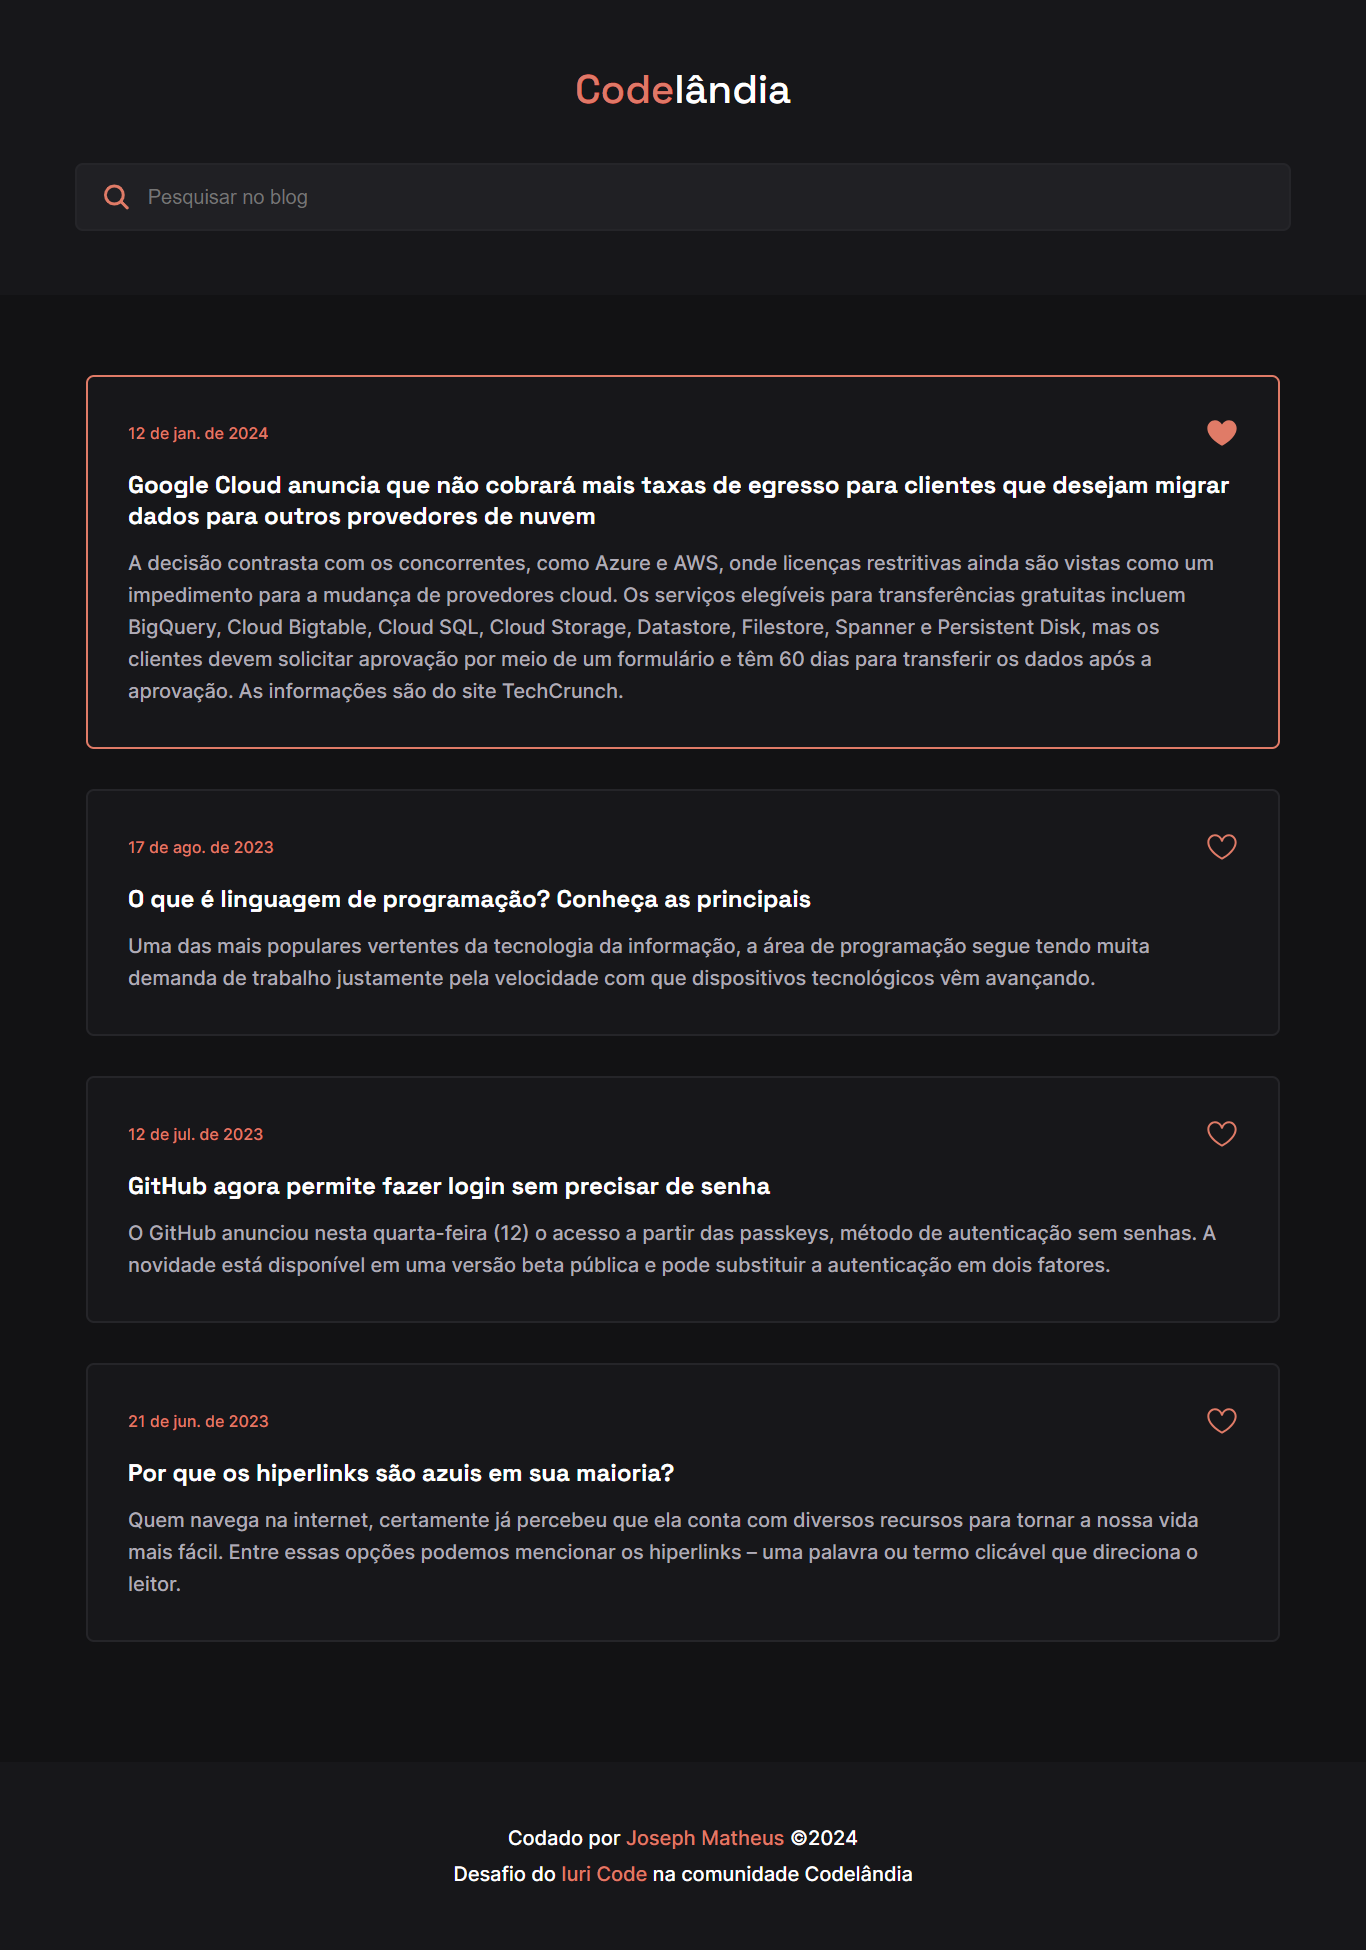 Codelândia
Pesquisar no blog
12 de jan. de 2024
Google Cloud anuncia que não cobrará mais taxas de egresso para clientes que desejam migrar
dados para outros provedores de nuvem
A decisão contrasta com os concorrentes, como Azure e AWS, onde licenças restritivas ainda são vistas como um
impedimento para a mudança de provedores cloud. Os serviços elegíveis para transferências gratuitas incluem
BigQuery, Cloud Bigtable, Cloud SQL, Cloud Storage, Datastore, Filestore, Spanner e Persistent Disk, mas os
clientes devem solicitar aprovação por meio de um formulário e têm 60 dias para transferir os dados após a
aprovação. As informações são do site TechCrunch.
17 de ago. de 2023
O que é linguagem de programação? Conheça as principais
Uma das mais populares vertentes da tecnologia da informação, a área de programação segue tendo muita
demanda de trabalho justamente pela velocidade com que dispositivos tecnológicos vêm avançando.
12 de jul. de 2023
GitHub agora permite fazer login sem precisar de senha
O GitHub anunciou nesta quarta-feira (12) o acesso a partir das passkeys, método de autenticação sem senhas. A
novidade está disponível em uma versão beta pública e pode substituir a autenticação em dois fatores.
21 de jun. de 2023
Por que os hiperlinks são azuis em sua maioria?
Quem navega na internet, certamente já percebeu que ela conta com diversos recursos para tornar a nossa vida
mais fácil. Entre essas opções podemos mencionar os hiperlinks – uma palavra ou termo clicável que direciona o
leitor.
Codado por Joseph Matheus ©2024
Desafio do Iuri Code na comunidade Codelândia